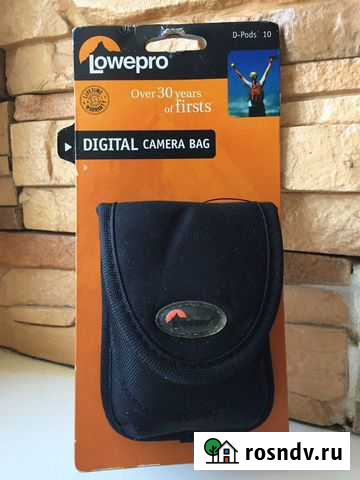 D-Pods 10
Lowepro
Over 30 years
of firsts
DIGITAL CAMERA BAG
rosndv.ru